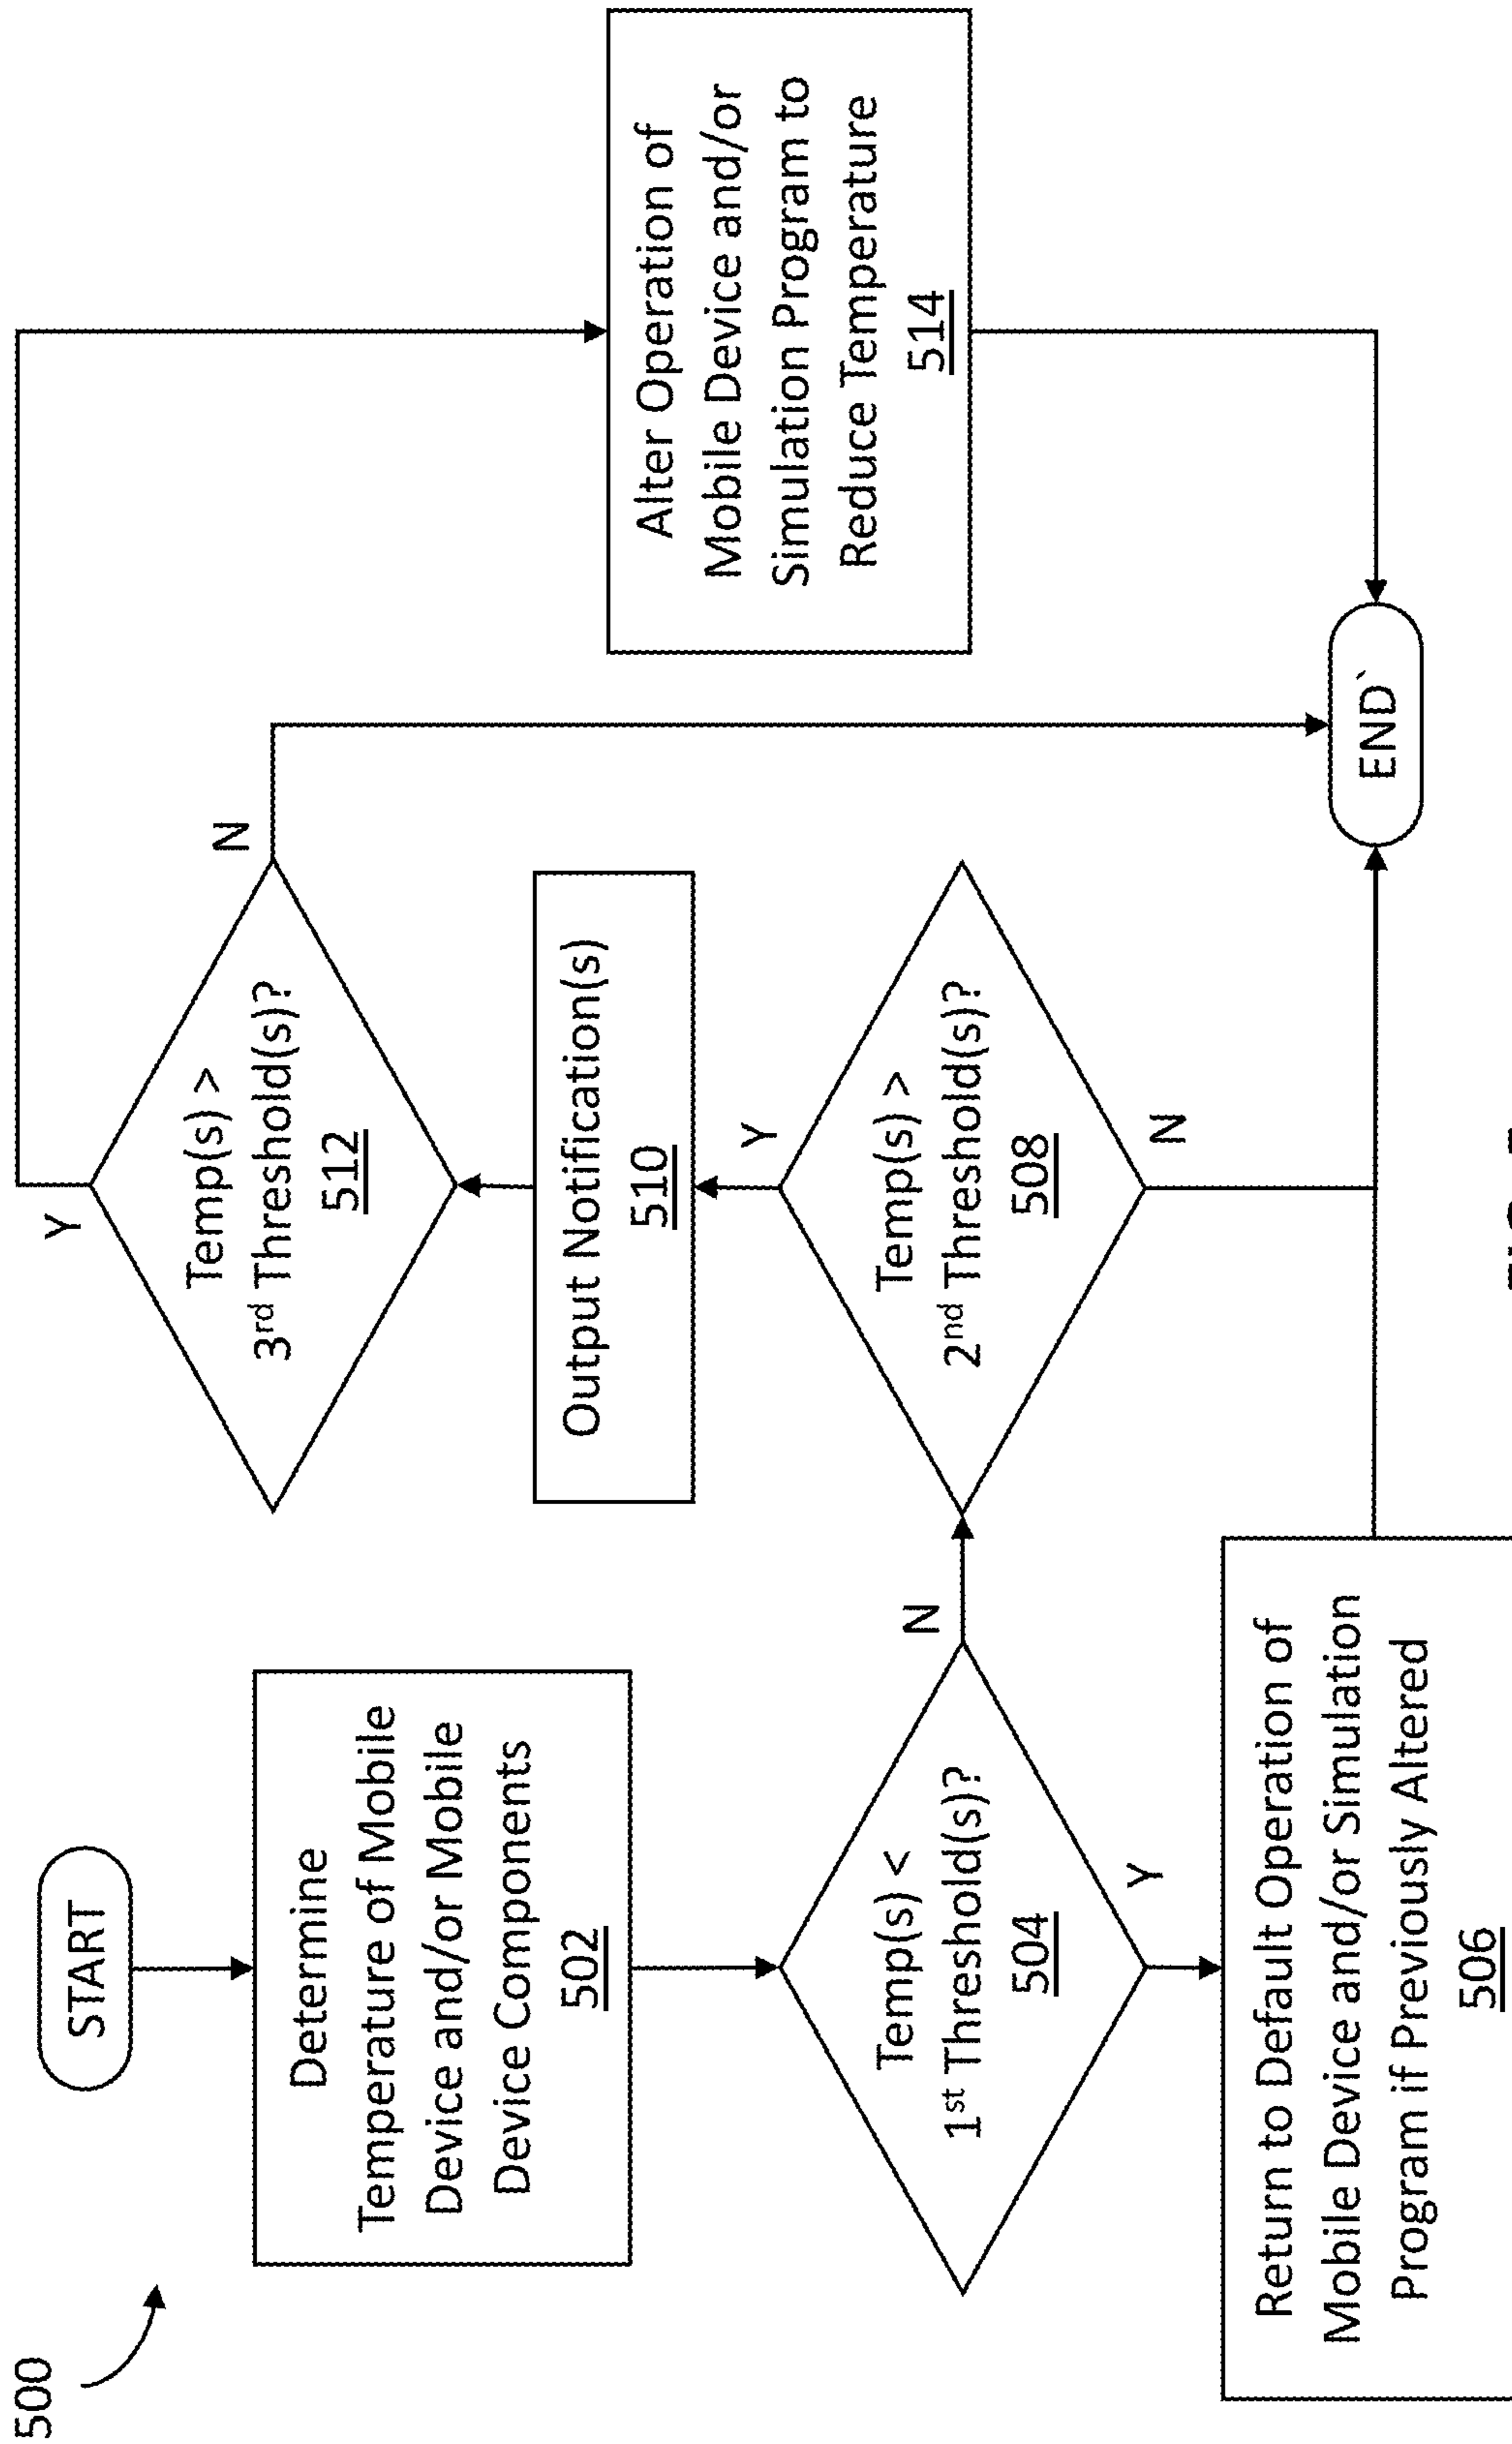 500
START
Determine
Temperature of Mobile
Device and/or Mobile
Device Components
502
Temp(s) <
1st Threshold(s)?
504
N
Y
Return to Default Operation of
Mobile Device and/or Simulation
Program if Previously Altered
506
Temp(s) >
2nd Threshold(s)?
508
Y
N
Output Notification(s)
510
Temp(s) >
3rd Threshold(s)?
512
Y
N
Alter Operation of
Mobile Device and/or
Simulation Program to
Reduce Temperature
514
END`